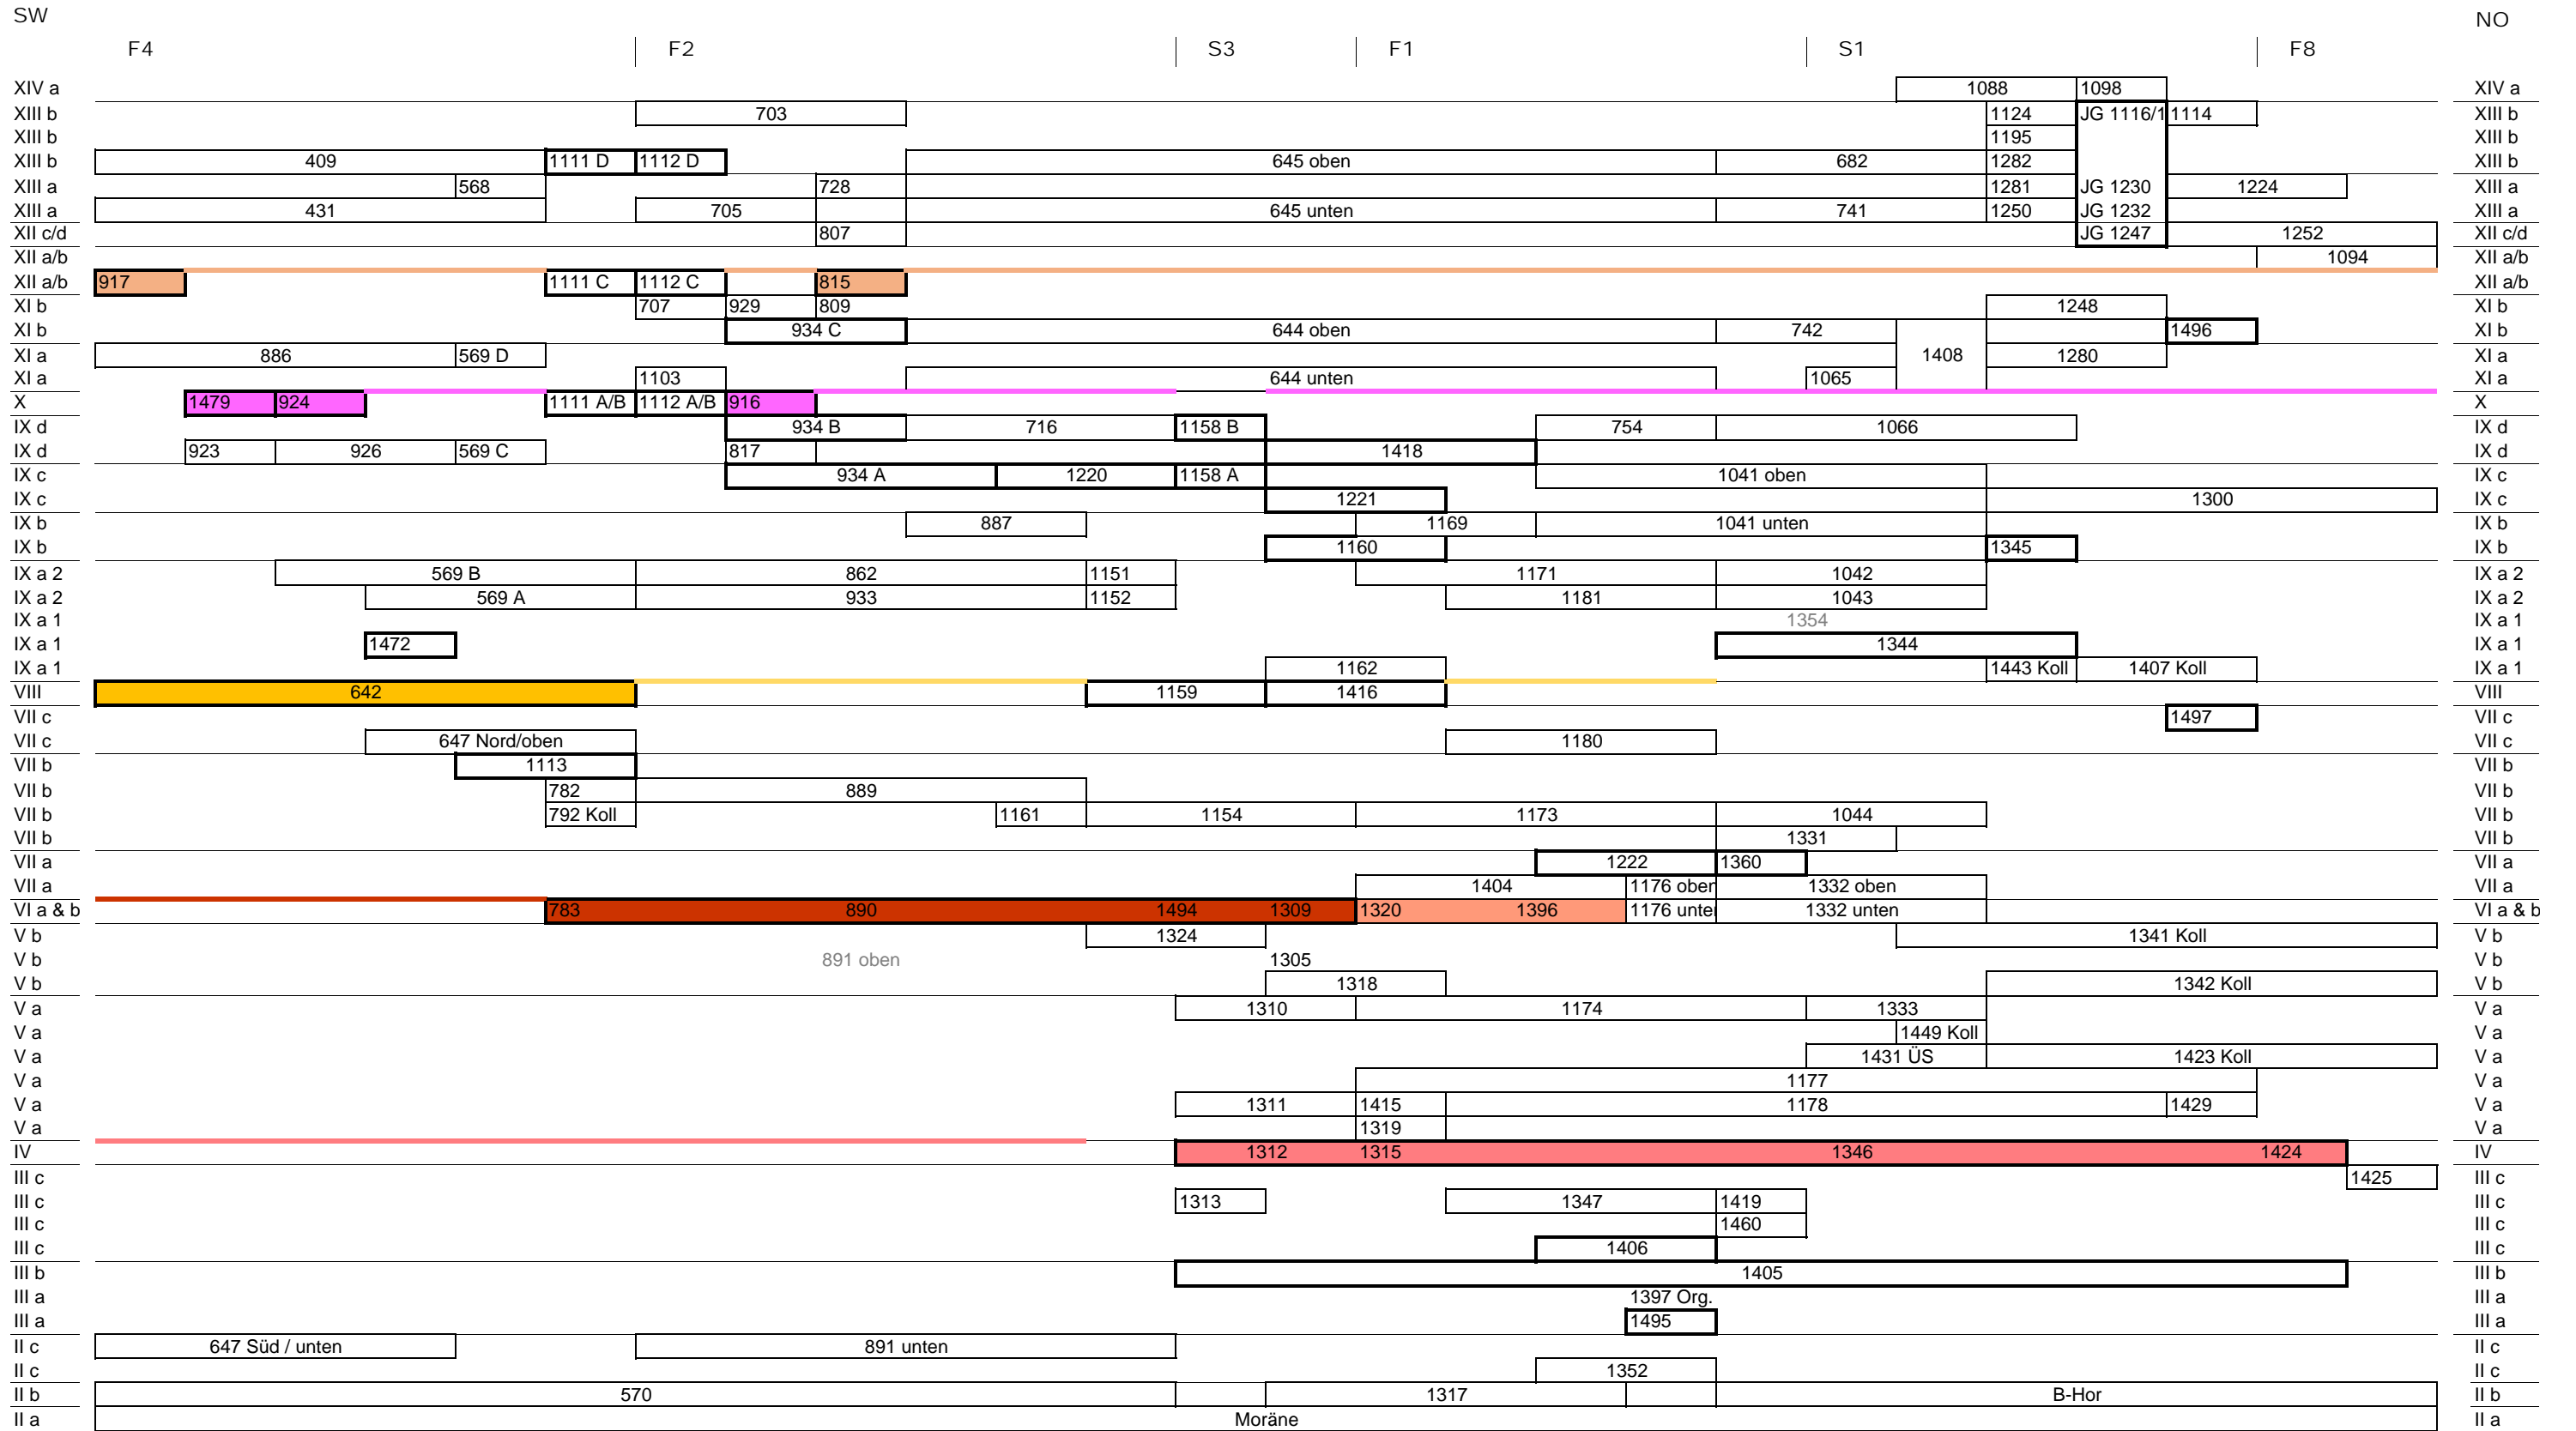 SW NO
F4 F2 S3 F1 S1 F8
XIV a 1088 1098 XIV a
XIII b 703 1124 JG 1116/1 1114 XIII b
XIII b 1195 XIII b
XIII b 409 1111 D 1112 D 645 oben 682 1282 XIII b
XIII a 568 728 1281 JG 1230 1224 XIII a
XIII a 431 705 645 unten 741 1250 JG 1232 XIII a
XII c/d 807 JG 1247 1252 XII c/d
XII a/b 1094 XII a/b
XII a/b 917 1111 C 1112 C 815 XII a/b
XI b 707 929 809 1248 XI b
XI b 934 C 644 oben 742 1496 XI b
XI a 886 569 D 1408 1280 XI a
XI a 1103 644 unten 1065 XI a
X 1479 924 1111 A/B 1112 A/B 916 X
IX d 934 B 716 1158 B 754 1066 IX d
IX d 923 926 569 C 817 1418 IX d
IX c 934 A 1220 1158 A 1041 oben IX c
IX c 1221 1300 IX c
IX b 887 1169 1041 unten IX b
IX b 1160 1345 IX b
IX a 2 569 B 862 1151 1171 1042 IX a 2
IX a 2 569 A 933 1152 1181 1043 IX a 2
IX a 1 1354 IX a 1
IX a 1 1472 1344 IX a 1
IX a 1 1162 1443 Koll 1407 Koll IX a 1
VIII 642 1159 1416 VIII
VII c 1497 VII c
VII c 647 Nord/oben 1180 VII c
VII b 1113 VII b
VII b 782 889 VII b
VII b 792 Koll 1161 1154 1173 1044 VII b
VII b 1331 VII b
VII a 1222 1360 VII a
VII a 1404 1176 ober 1332 oben VII a
VI a & b 783 890 1494 1309 1320 1396 1176 unter 1332 unten VI a & b
V b 1324 1341 Koll V b
V b 891 oben 1305 V b
V b 1318 1342 Koll V b
V a 1310 1174 1333 V a
V a 1449 Koll V a
V a 1431 ÜS 1423 Koll V a
V a 1177 V a
V a 1311 1415 1178 1429 V a
V a 1319 V a
IV 1312 1315 1346 1424 IV
III c 1425 III c
III c 1313 1347 1419 III c
III c 1460 III c
III c 1406 III c
III b 1405 III b
III a 1397 Org. III a
III a 1495 III a
II c 647 Süd / unten 891 unten II c
II c 1352 II c
II b 570 1317 B-Hor II b
II a Moräne II a